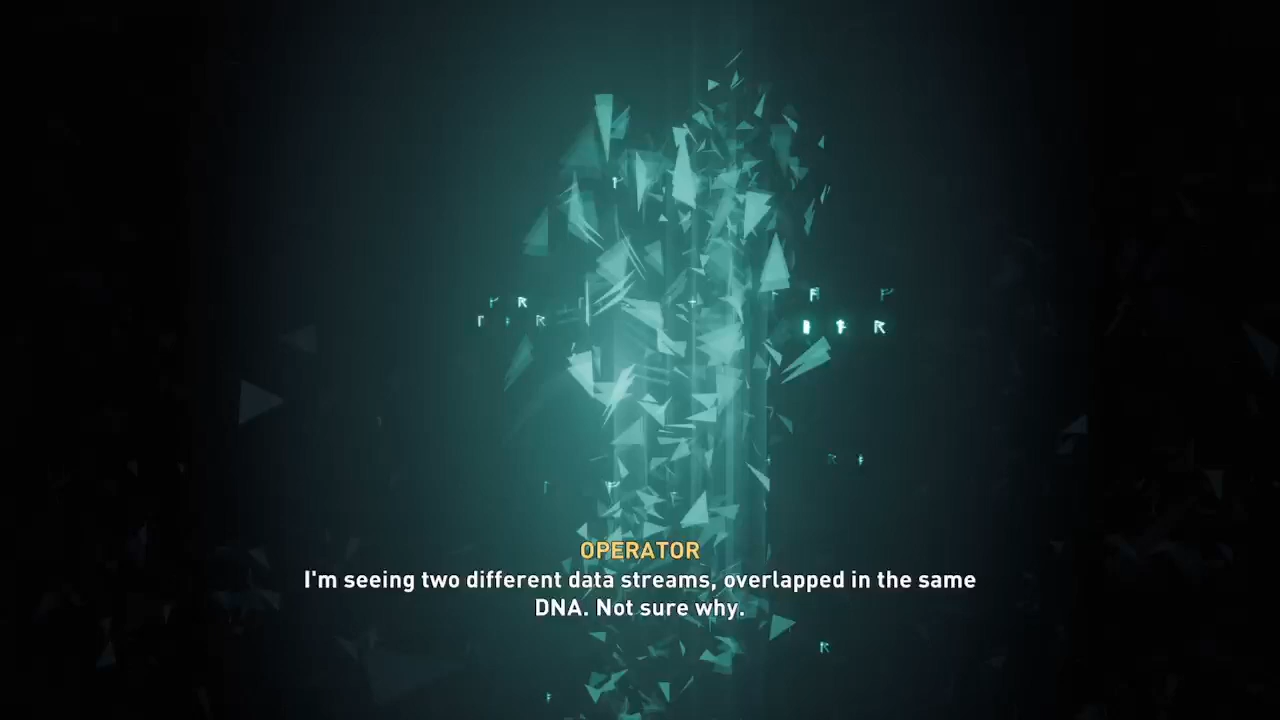 OPERATOR
I'm seeing two different data streams, overlapped in the same
DNA. Not sure why.